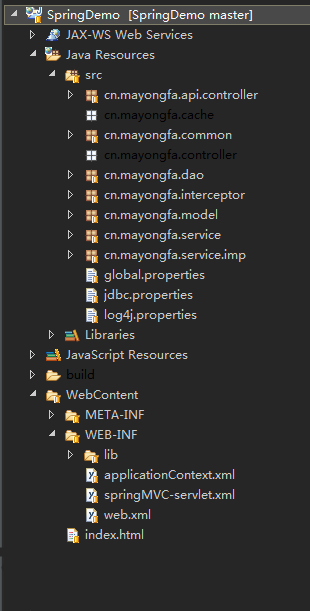 SpringDemo [SpringDemo master]
JAX-WS Web Services
Java Resources
src
cn.mayongfa.api.controller
cn.mayongfa.cache
cn.mayongfa.common
cn.mayongfa.controller
cn.mayongfa.dao
cn.mayongfa.interceptor
cn.mayongfa.model
cn.mayongfa.service
cn.mayongfa.service.imp
global.properties
jdbc.properties
log4j.properties
Libraries
JavaScript Resources
build
WebContent
META-INF
WEB-INF
lib
applicationContext.xml
springMVC-servlet.xml
web.xml
index.html